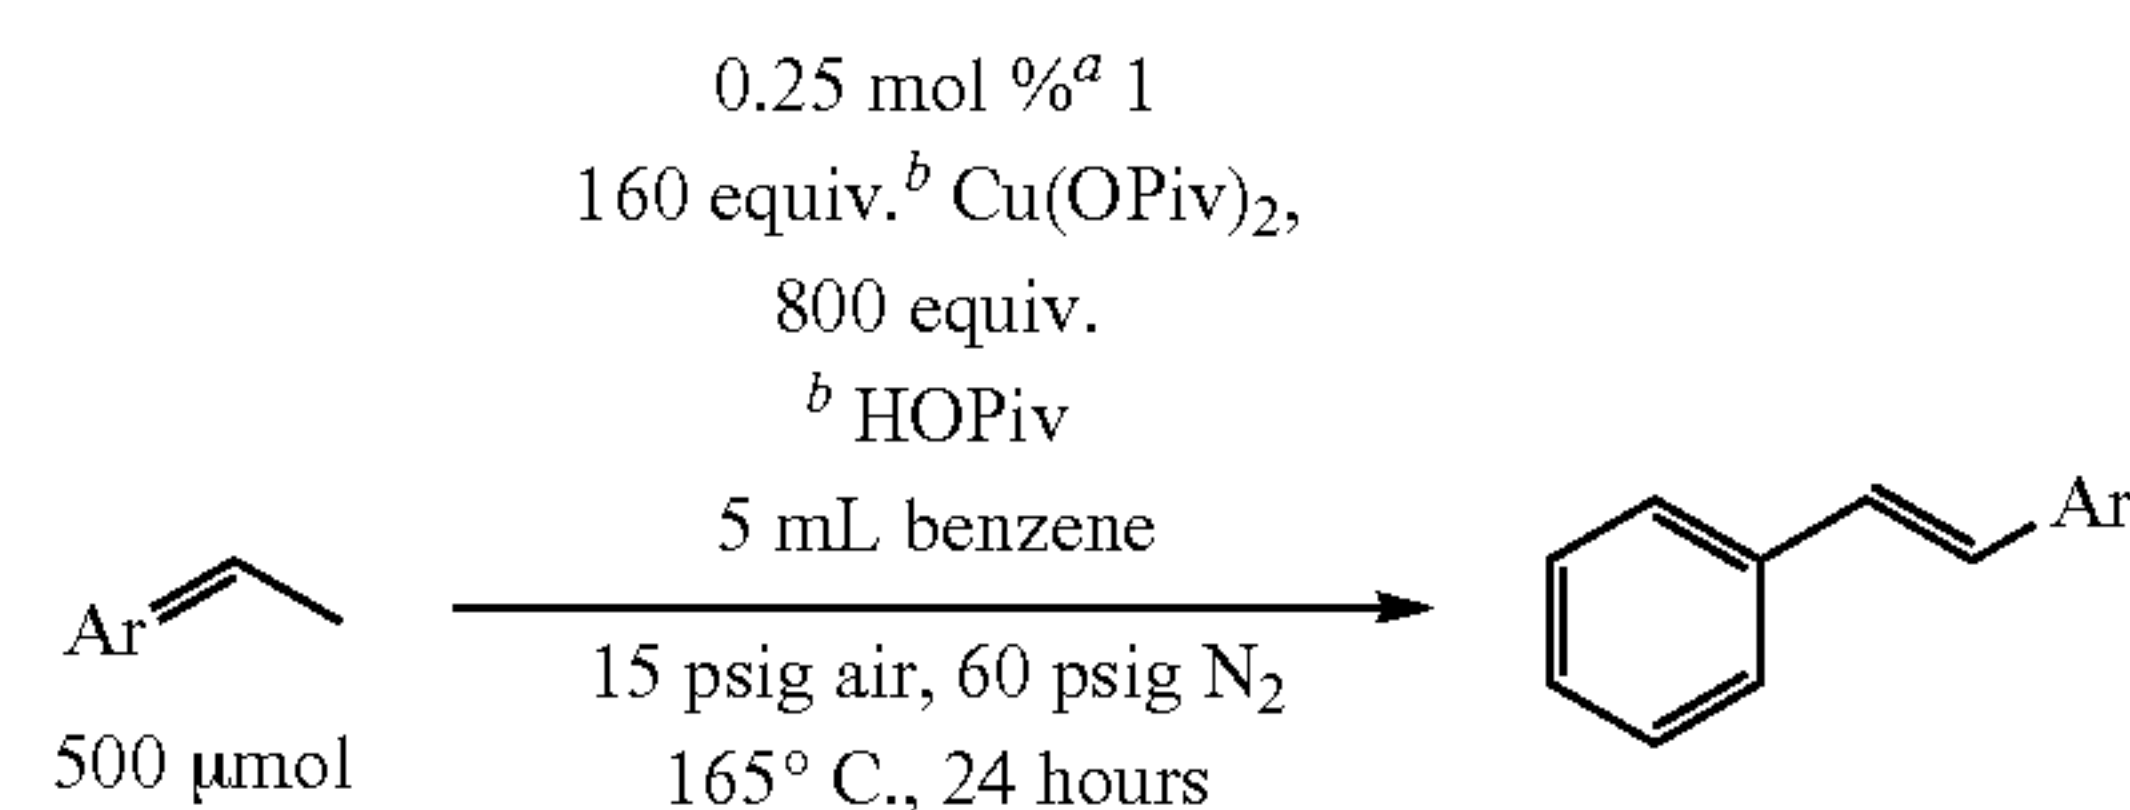 0.25 mol %ᵃ 1
160 equiv.ᵇ Cu(OPiv)₂,
800 equiv.
ᵇ HOPiv
5 mL benzene
Ar
15 psig air, 60 psig N₂
500 μmol
165° C., 24 hours
Ar